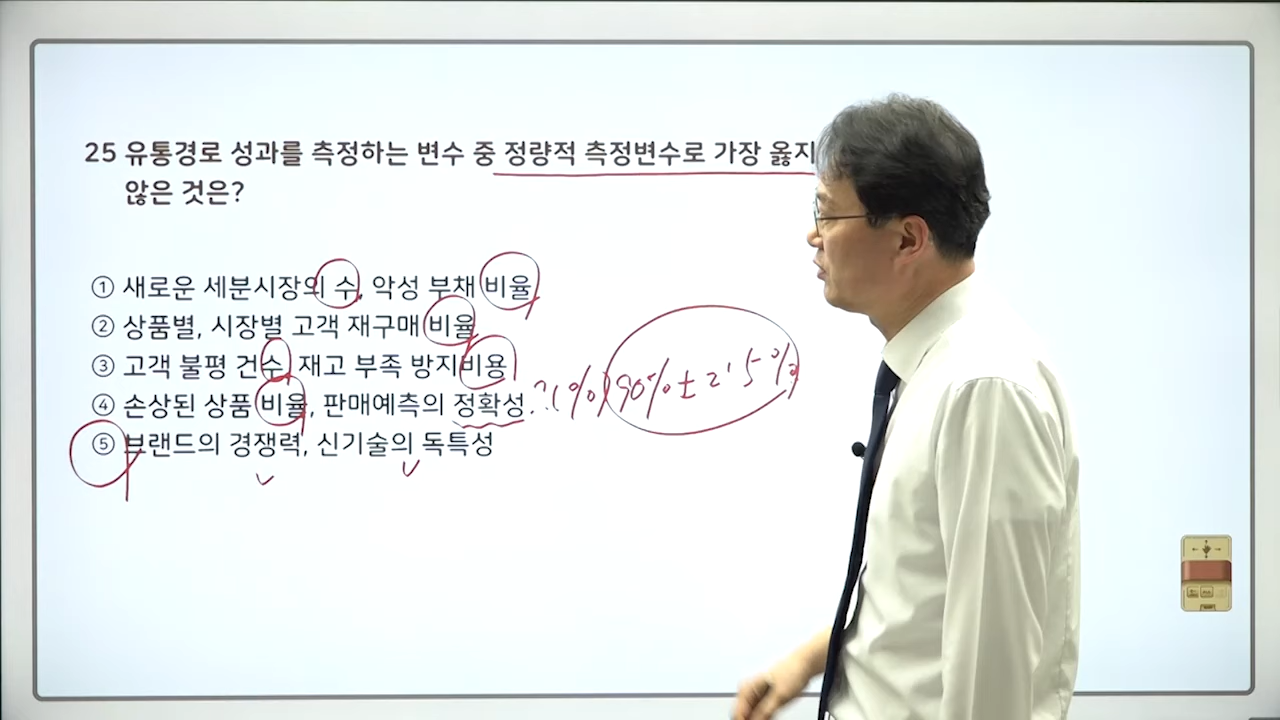 25 유통경로 성과를 측정하는 변수 중 정량적 측정변수로 가장 옳지
않은 것은?
① 새로운 세분시장의 수, 악성 부채 비율
② 상품별, 시장별 고객 재구매 비율
③ 고객 불평 건수, 재고 부족 방지비용
④ 손상된 상품 비율, 판매예측의 정확성 (%) 90% ± 2.5%
⑤ 브랜드의 경쟁력, 신기술의 독특성